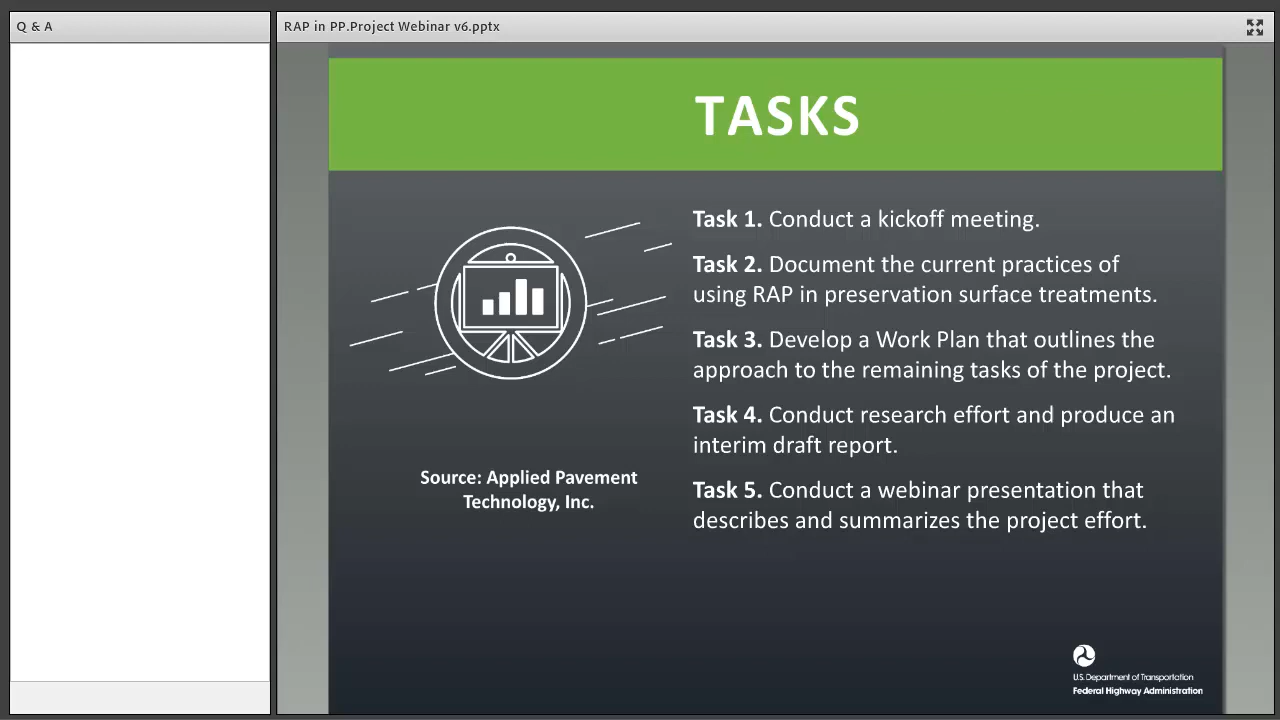 Q & A
RAP in PP.Project Webinar v6.pptx
TASKS
Task 1. Conduct a kickoff meeting.
Task 2. Document the current practices of
using RAP in preservation surface treatments.
Task 3. Develop a Work Plan that outlines the
approach to the remaining tasks of the project.
Task 4. Conduct research effort and produce an
interim draft report.
Task 5. Conduct a webinar presentation that
describes and summarizes the project effort.
Source: Applied Pavement
Technology, Inc.
U.S. Department of Transportation
Federal Highway Administration